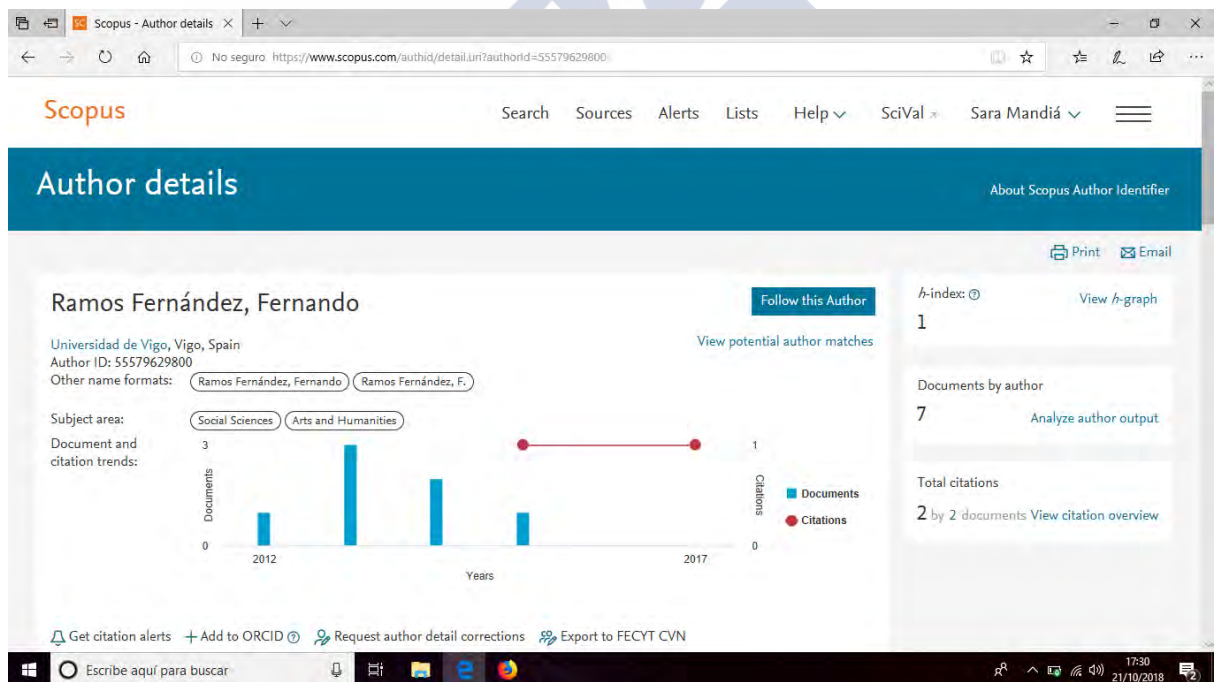 Scopus - Author details
No seguro https://www.scopus.com/authid/detail.uri?authorId=55579629800
Scopus Search Sources Alerts Lists Help SciVal Sara Mandiá
Author details
About Scopus Author Identifier
Print Email
Ramos Fernández, Fernando
Follow this Author
View potential author matches
Universidad de Vigo, Vigo, Spain
Author ID: 55579629800
Other name formats: Ramos Fernández, Fernando Ramos Fernández, F.
Subject area: Social Sciences Arts and Humanities
Document and
citation trends:
3
Documents
0
2012
2017
Years
1
Citations
0
Documents
Citations
h-index:
View h-graph
1
Documents by author
7
Analyze author output
Total citations
2 by 2 documents View citation overview
Get citation alerts + Add to ORCID Request author detail corrections Export to FECYT CVN
Escribe aquí para buscar
17:30
21/10/2018
2